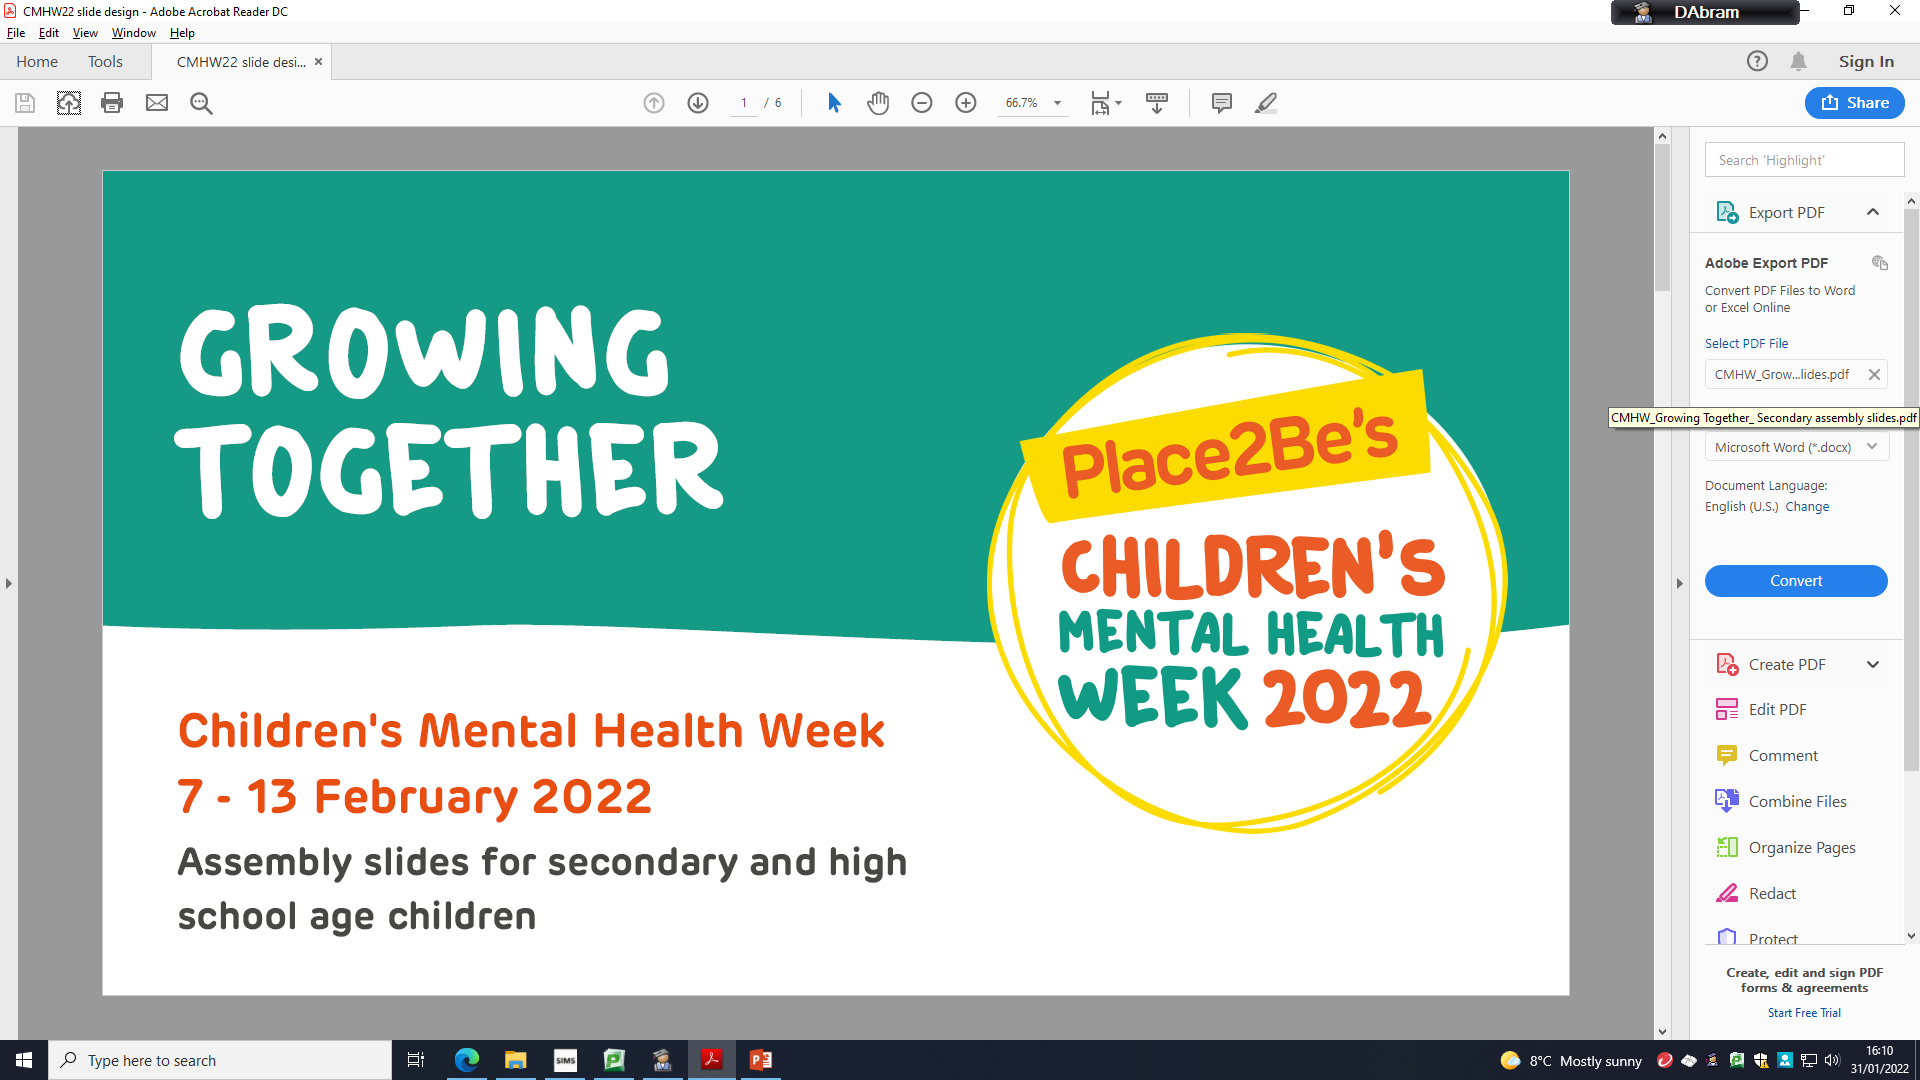 CMHW22 slide design - Adobe Acrobat Reader DC
DAbram
File Edit View Window Help
Home Tools CMHW22 slide desi... ×
Sign In
1 / 6
66.7%
Share
Search 'Highlight'
Export PDF
Adobe Export PDF
Convert PDF Files to Word
or Excel Online
Select PDF File
CMHW_Grow...lides.pdf
CMHW_Growing Together_ Secondary assembly slides.pdf
Microsoft Word (*.docx)
Document Language:
English (U.S.) Change
Convert
Create PDF
Edit PDF
Comment
Combine Files
Organize Pages
Redact
Protect
Create, edit and sign PDF
forms & agreements
Start Free Trial
GROWING
TOGETHER
Place2Be's
CHILDREN'S
MENTAL HEALTH
WEEK 2022
Children's Mental Health Week
7 - 13 February 2022
Assembly slides for secondary and high
school age children
Type here to search
SIMS
8°C Mostly sunny
16:10
31/01/2022